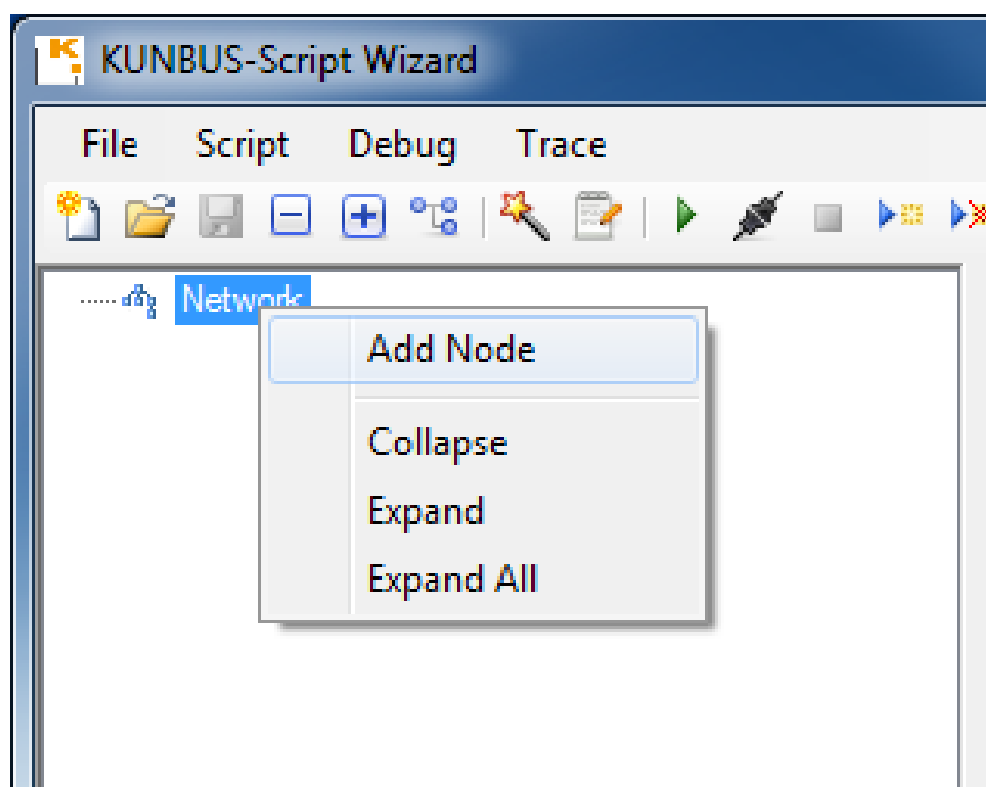 KUNBUS-Script Wizard
File Script Debug Trace
Network
Add Node
Collapse
Expand
Expand All